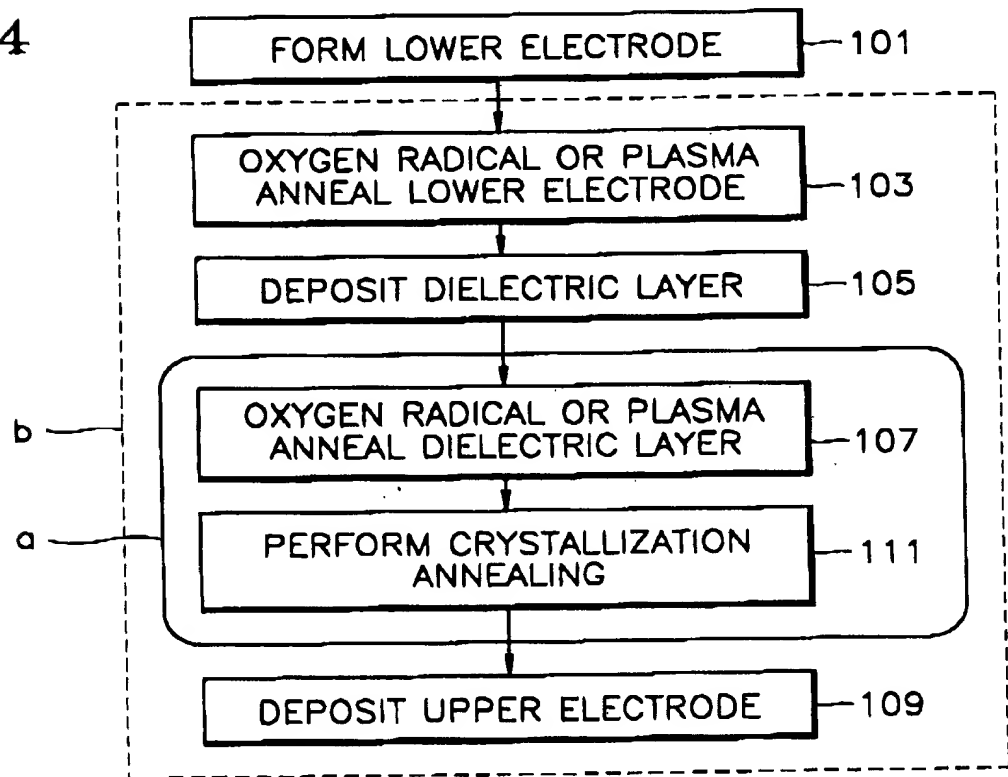 4
FORM LOWER ELECTRODE
101
OXYGEN RADICAL OR PLASMA
ANNEAL LOWER ELECTRODE
103
DEPOSIT DIELECTRIC LAYER
105
OXYGEN RADICAL OR PLASMA
ANNEAL DIELECTRIC LAYER
107
b
a
PERFORM CRYSTALLIZATION
ANNEALING
111
DEPOSIT UPPER ELECTRODE
109